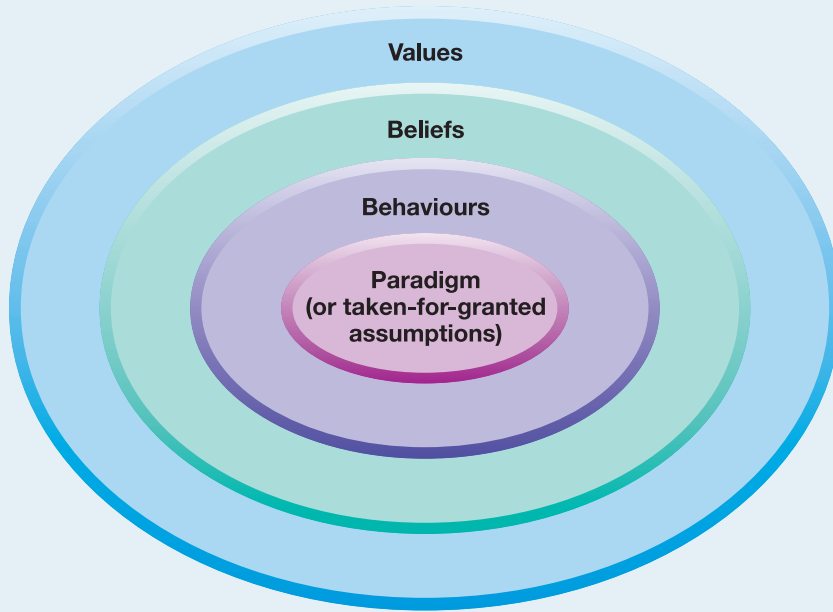 Values
Beliefs
Behaviours
Paradigm
(or taken-for-granted
assumptions)